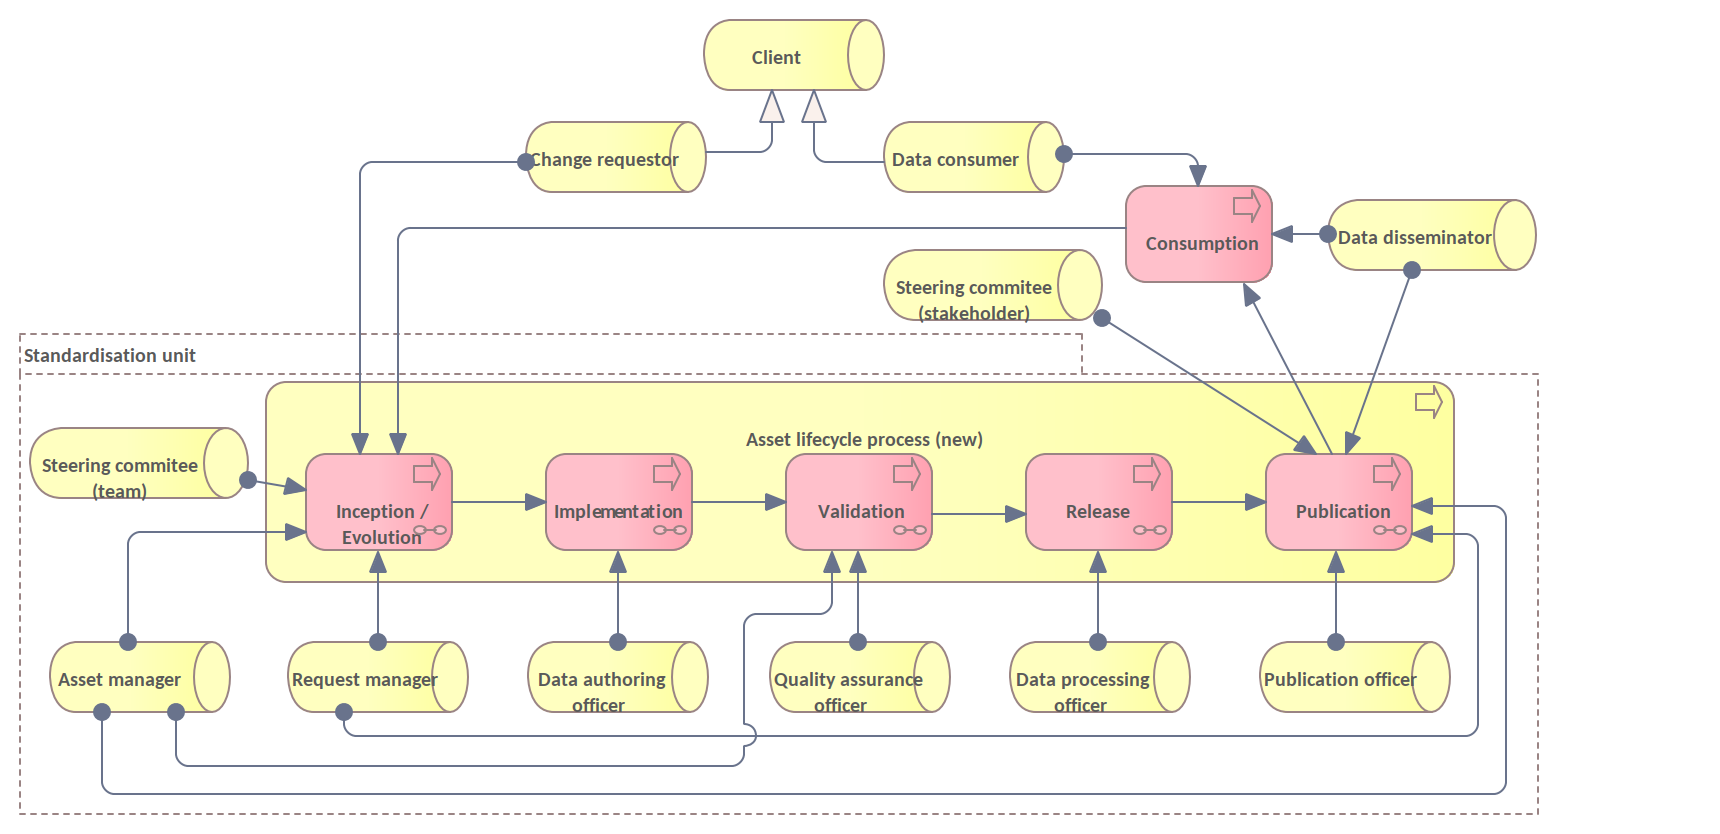 Client
Change requestor
Data consumer
Consumption
Data disseminator
Steering commitee
(stakeholder)
Standardisation unit
Asset lifecycle process (new)
Steering commitee
(team)
Inception /
Evolution
Implementation
Validation
Release
Publication
Asset manager
Request manager
Data authoring
officer
Quality assurance
officer
Data processing
officer
Publication officer